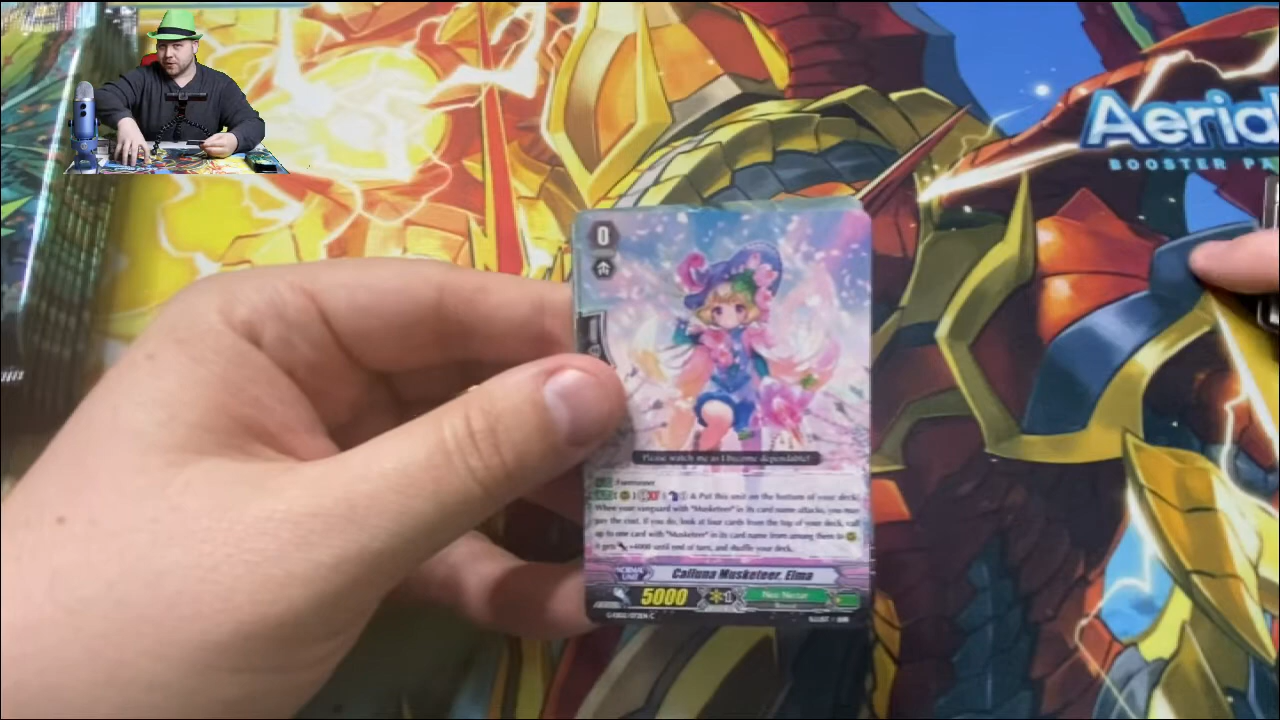 Aeria
BOOSTER PA
0
Please watch me as I become dependable!
Forerunner
& Put this unit on the bottom of your deck
When your vanguard with "Musketeer" in its card name attacks, you may
pay the cost. If you do, look at four cards from the top of your deck, call
up to one card with "Musketeer" in its card name from among them to
it gets +4000 until end of turn, and shuffle your deck.
Calluna Musketeer, Elma
5000
1
Neo Nectar